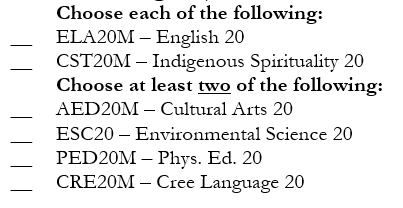 Choose each of the following:
__ ELA20M – English 20
__ CST20M – Indigenous Spirituality 20
Choose at least two of the following:
__ AED20M – Cultural Arts 20
__ ESC20 – Environmental Science 20
__ PED20M – Phys. Ed. 20
__ CRE20M – Cree Language 20